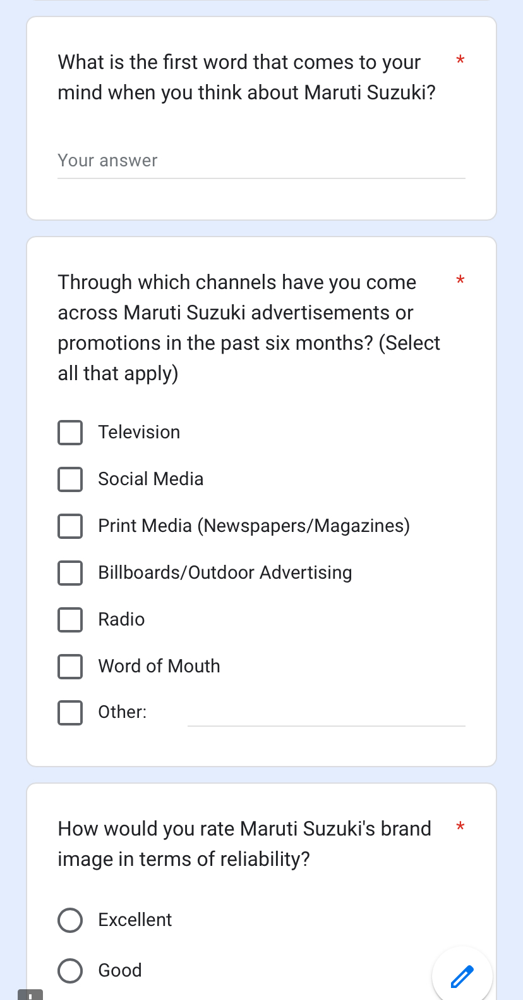 What is the first word that comes to your *
mind when you think about Maruti Suzuki?
Your answer
Through which channels have you come *
across Maruti Suzuki advertisements or
promotions in the past six months? (Select
all that apply)
Television
Social Media
Print Media (Newspapers/Magazines)
Billboards/Outdoor Advertising
Radio
Word of Mouth
Other:
How would you rate Maruti Suzuki's brand *
image in terms of reliability?
Excellent
Good